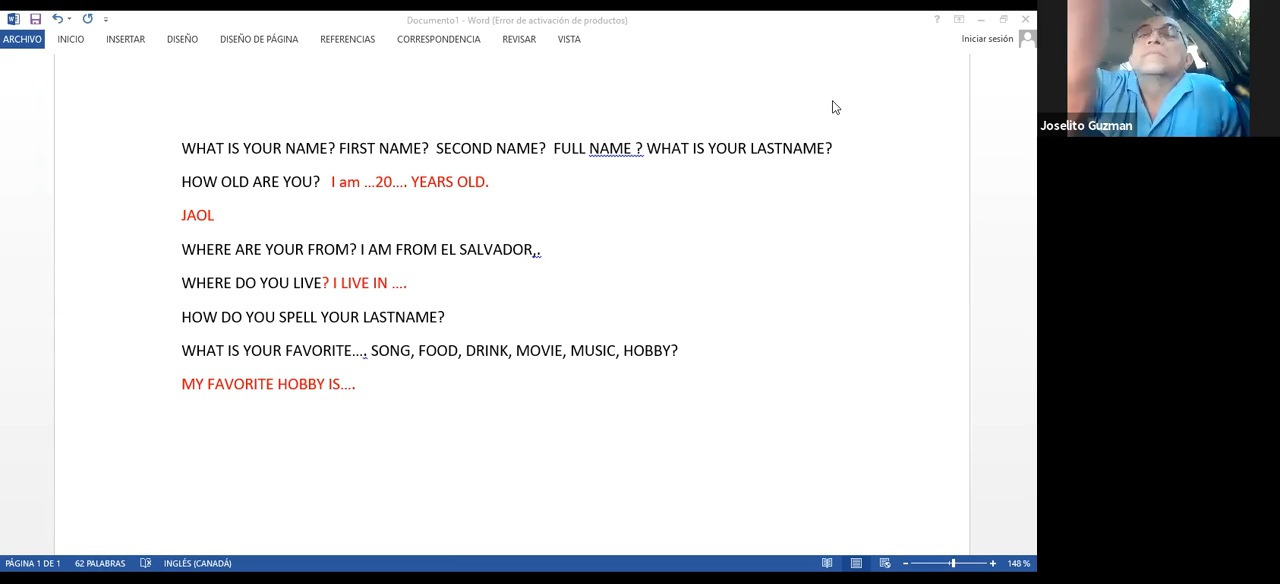 Documento1 - Word (Error de activación de productos)
?
ARCHIVO INICIO INSERTAR DISEÑO DISEÑO DE PÁGINA REFERENCIAS CORRESPONDENCIA REVISAR VISTA Iniciar sesión
Joselito Guzman
WHAT IS YOUR NAME? FIRST NAME? SECOND NAME? FULL NAME ? WHAT IS YOUR LASTNAME?
HOW OLD ARE YOU? I am ...20.... YEARS OLD.
JAOL
WHERE ARE YOUR FROM? I AM FROM EL SALVADOR,.
WHERE DO YOU LIVE? I LIVE IN ....
HOW DO YOU SPELL YOUR LASTNAME?
WHAT IS YOUR FAVORITE.... SONG, FOOD, DRINK, MOVIE, MUSIC, HOBBY?
MY FAVORITE HOBBY IS....
PÁGINA 1 DE 1 62 PALABRAS INGLÉS (CANADÁ) 148 %